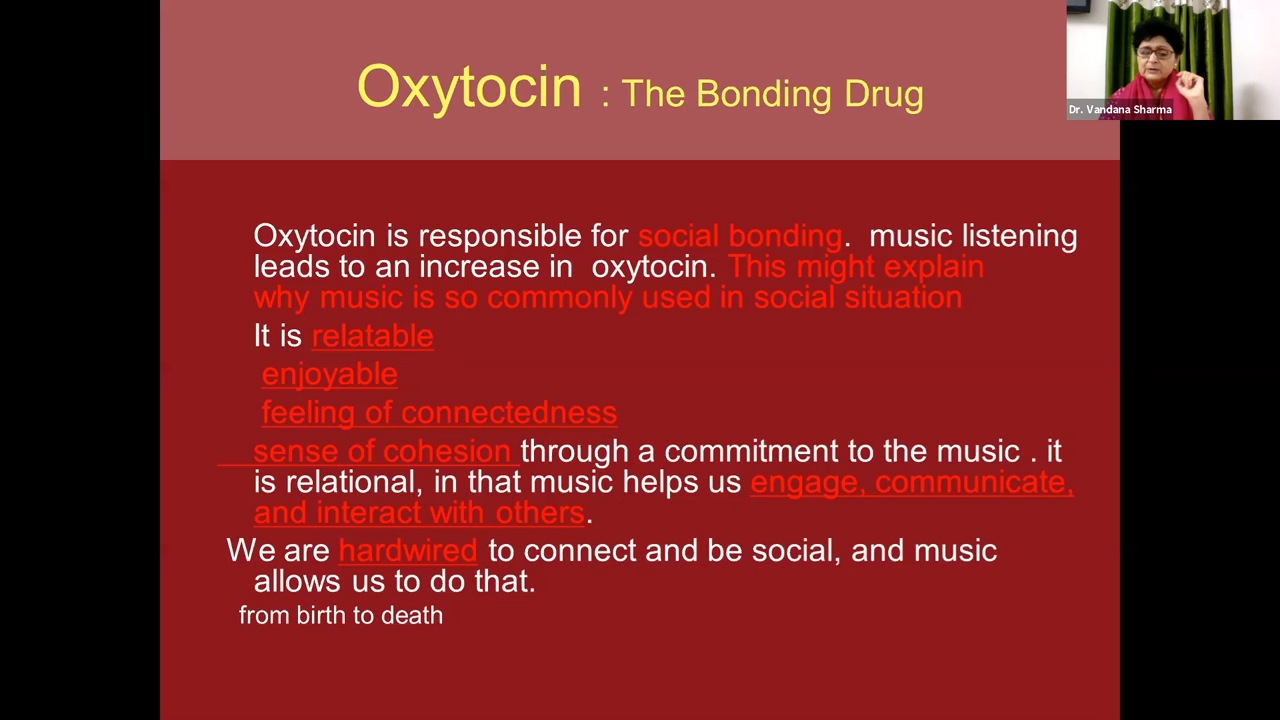 Oxytocin : The Bonding Drug
Dr. Vandana Sharma
Oxytocin is responsible for social bonding.  music listening
leads to an increase in  oxytocin. This might explain
why music is so commonly used in social situation
It is relatable
enjoyable
feeling of connectedness
sense of cohesion through a commitment to the music . it
is relational, in that music helps us engage, communicate,
and interact with others.
We are hardwired to connect and be social, and music
allows us to do that.
from birth to death